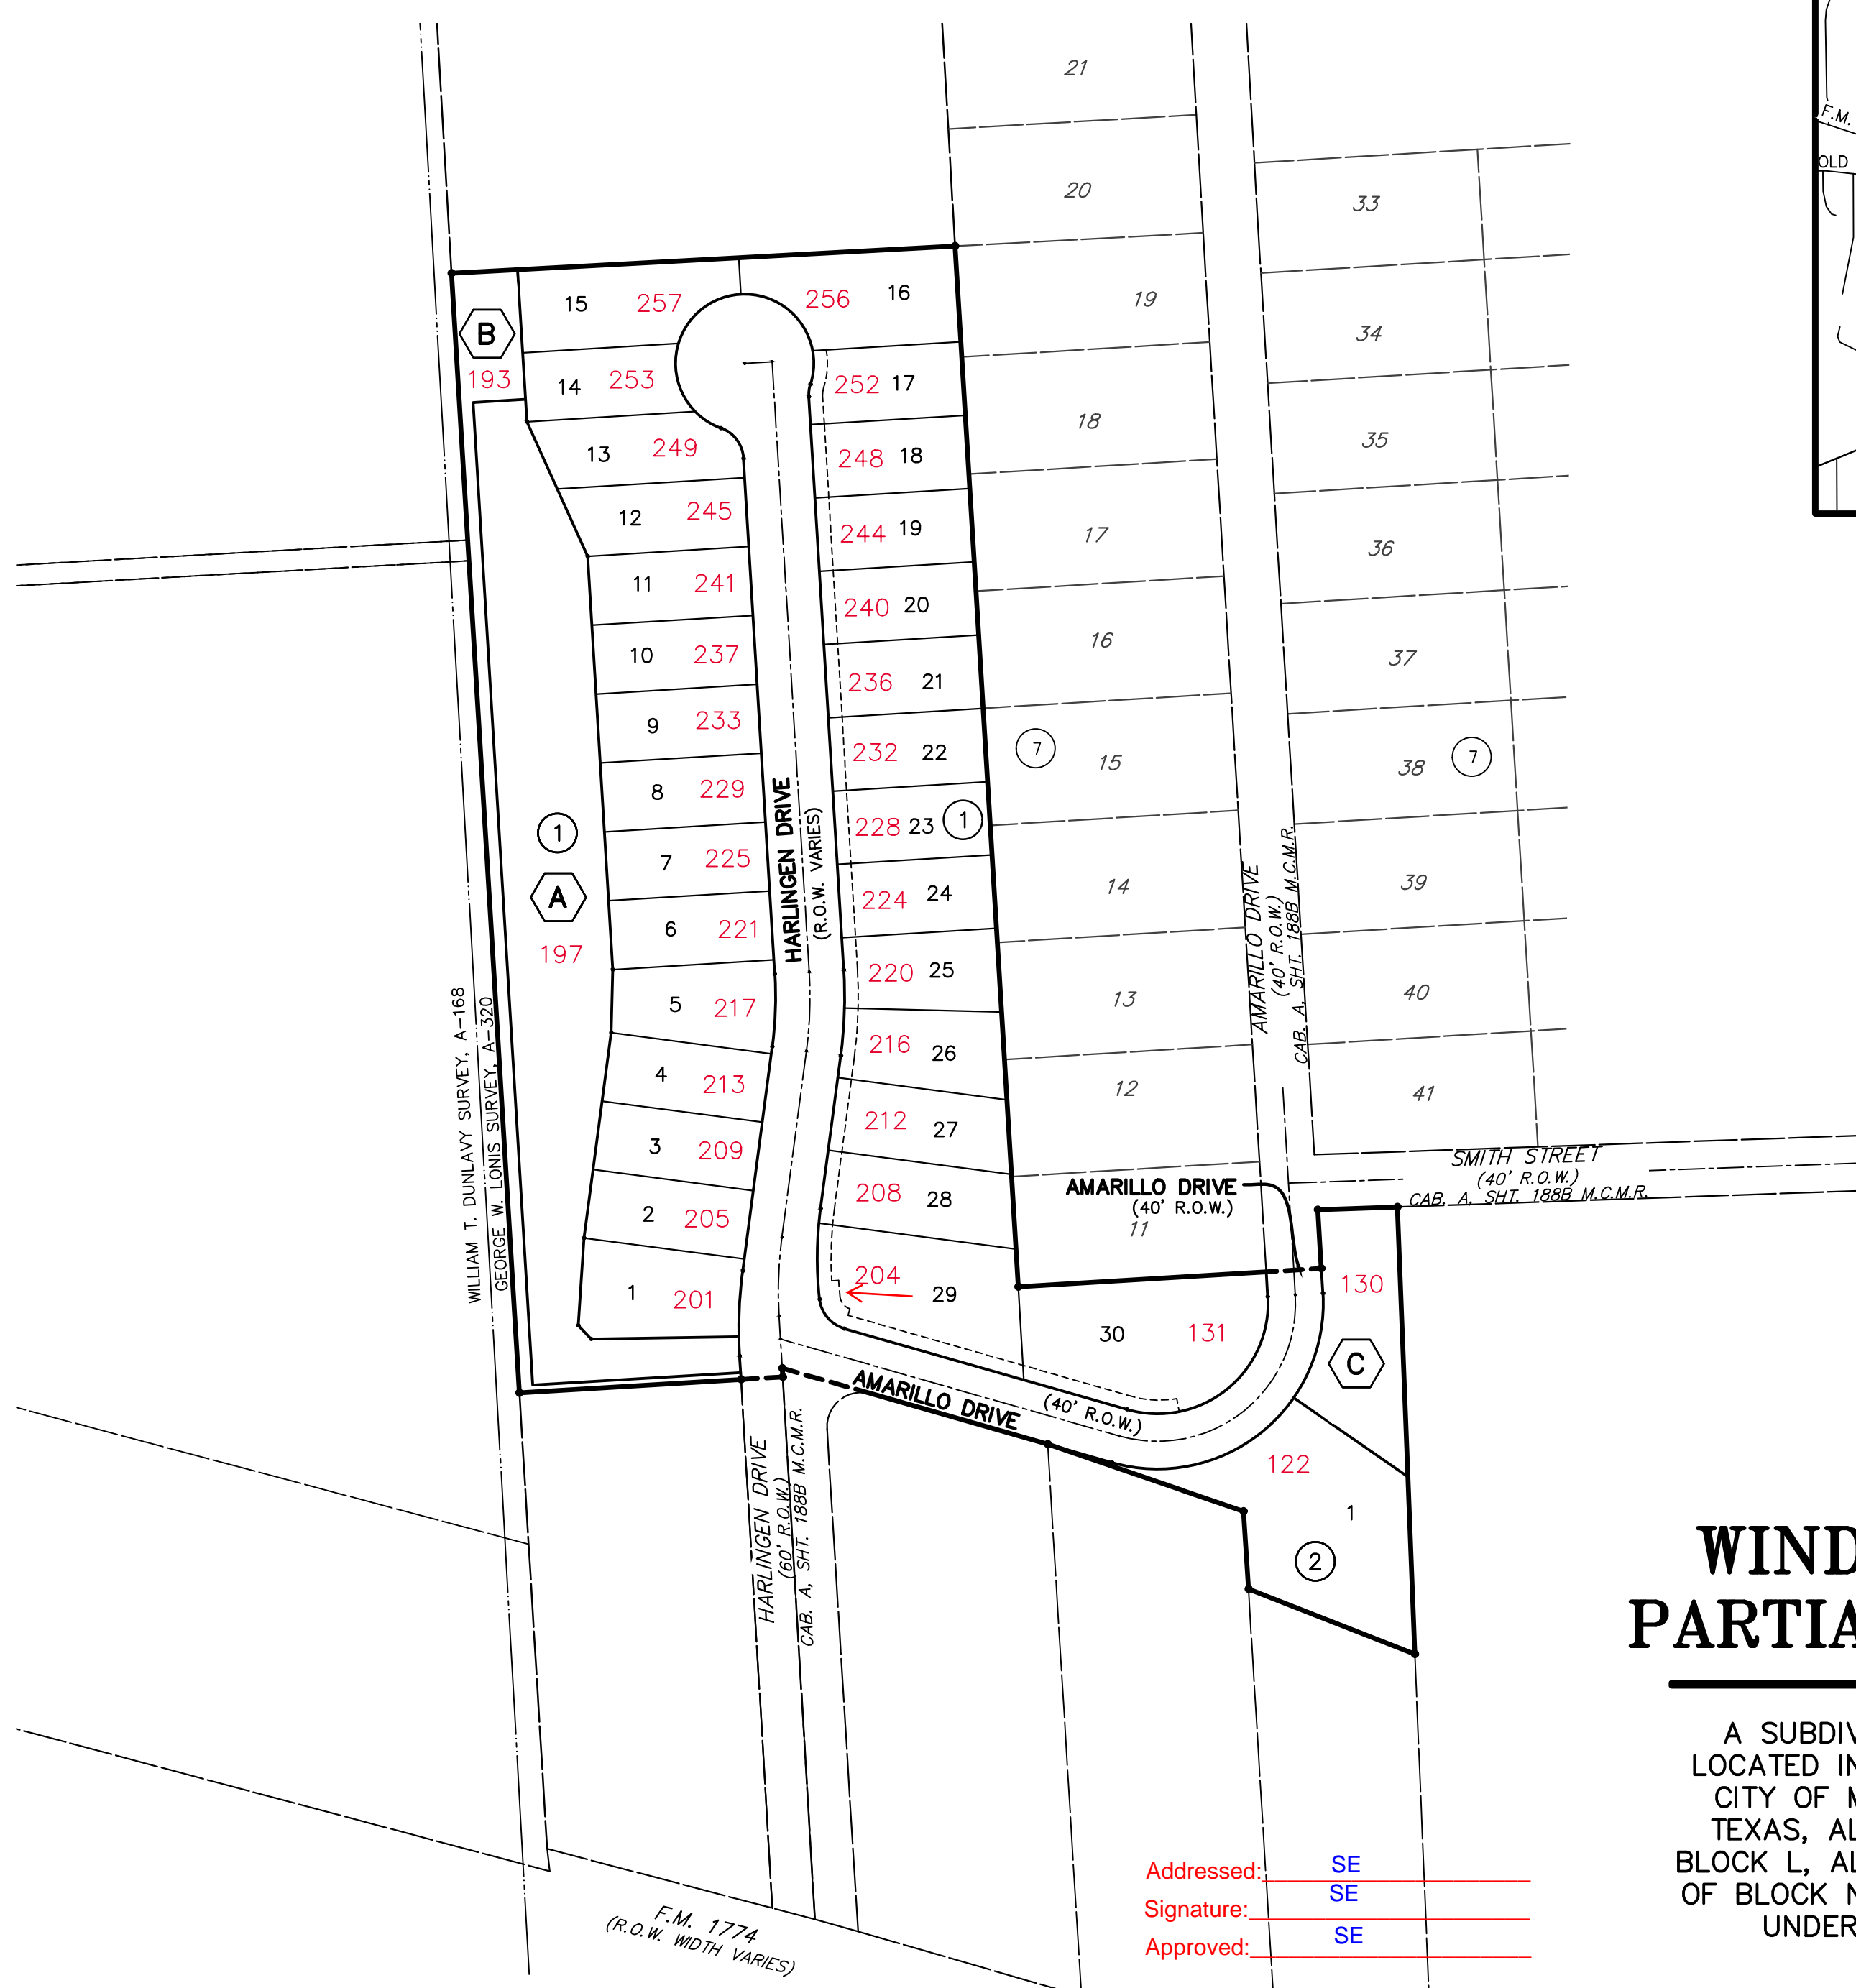 21
20
33
F.M.
OLD
19
34
18
35
17
36
16
37
15
7
38
7
14
39
13
40
12
41
11
B
193
15 257
256 16
14 253
252 17
13 249
248 18
12 245
244 19
11 241
240 20
10 237
236 21
9 233
232 22
8 229
228 23 1
7 225
224 24
6 221
220 25
5 217
216 26
4 213
212 27
3 209
208 28
2 205
204
29
1 201
1
A
197
HARLINGEN DRIVE
(R.O.W. VARIES)
WILLIAM T. DUNLAVY SURVEY, A-168
GEORGE W. LONIS SURVEY, A-320
AMARILLO DRIVE
(40' R.O.W.)
CAB. A, SHT. 188B M.C.M.R.
SMITH STREET
(40' R.O.W.)
CAB. A, SHT. 188B M.C.M.R.
AMARILLO DRIVE
(40' R.O.W.)
30 131
130
C
AMARILLO DRIVE (40' R.O.W.)
122
1
2
HARLINGEN DRIVE
(60' R.O.W.)
CAB. A, SHT. 188B M.C.M.R.
F.M. 1774
(R.O.W. WIDTH VARIES)
WIND
PARTIA
A SUBDIV
LOCATED IN
CITY OF M
TEXAS, AL
BLOCK L, AL
OF BLOCK N
UNDER
Addressed: SE
Signature: SE
Approved: SE